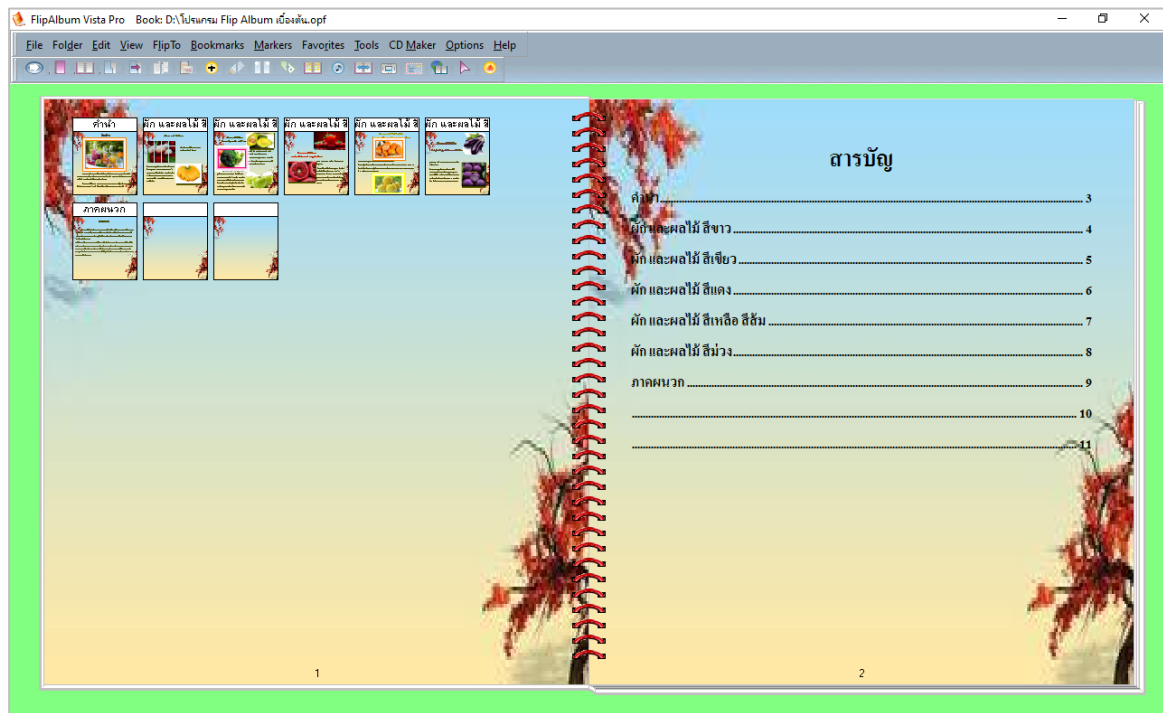 FlipAlbum Vista Pro Book: D:\โปรแกรม Flip Album เบื้องต้น.opf
File Folder Edit View FlipTo Bookmarks Markers Favorites Tools CD Maker Options Help
คำนำ ผัก และผลไม้ สี ผัก และผลไม้ สี ผัก และผลไม้ สี ผัก และผลไม้ สี ผัก และผลไม้ สี
ภาคผนวก
1
สารบัญ
คำนำ 3
ผัก และผลไม้ สีขาว 4
ผัก และผลไม้ สีเขียว 5
ผัก และผลไม้ สีแดง 6
ผัก และผลไม้ สีเหลือ สีส้ม 7
ผัก และผลไม้ สีม่วง 8
ภาคผนวก 9
10
11
2